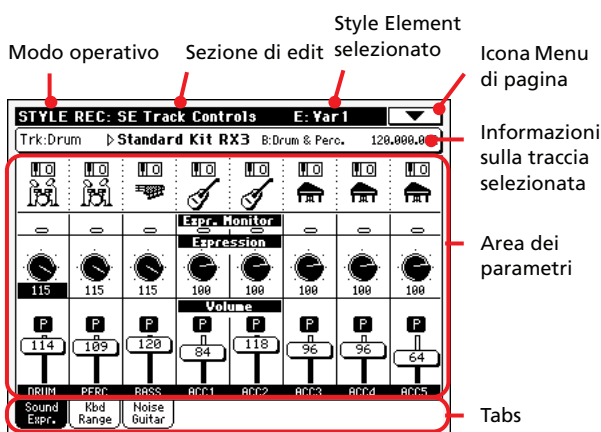 Style Element
Modo operativo Sezione di edit selezionato Icona Menu
di pagina
STYLE REC: SE Track Controls E: Var1
Trk:Drum Standard Kit RX3 B:Drum & Perc. 120.000.0
Informazioni
sulla traccia
selezionata
Expr. Monitor
Expression
Area dei
parametri
115 115 115 100 100 100 100 100
Volume
P P P P P P P P
114 109 120 84 118 96 96 64
DRUM PERC BASS ACC1 ACC2 ACC3 ACC4 ACC5
Sound Kbd Noise
Expr. Range Guitar
Tabs